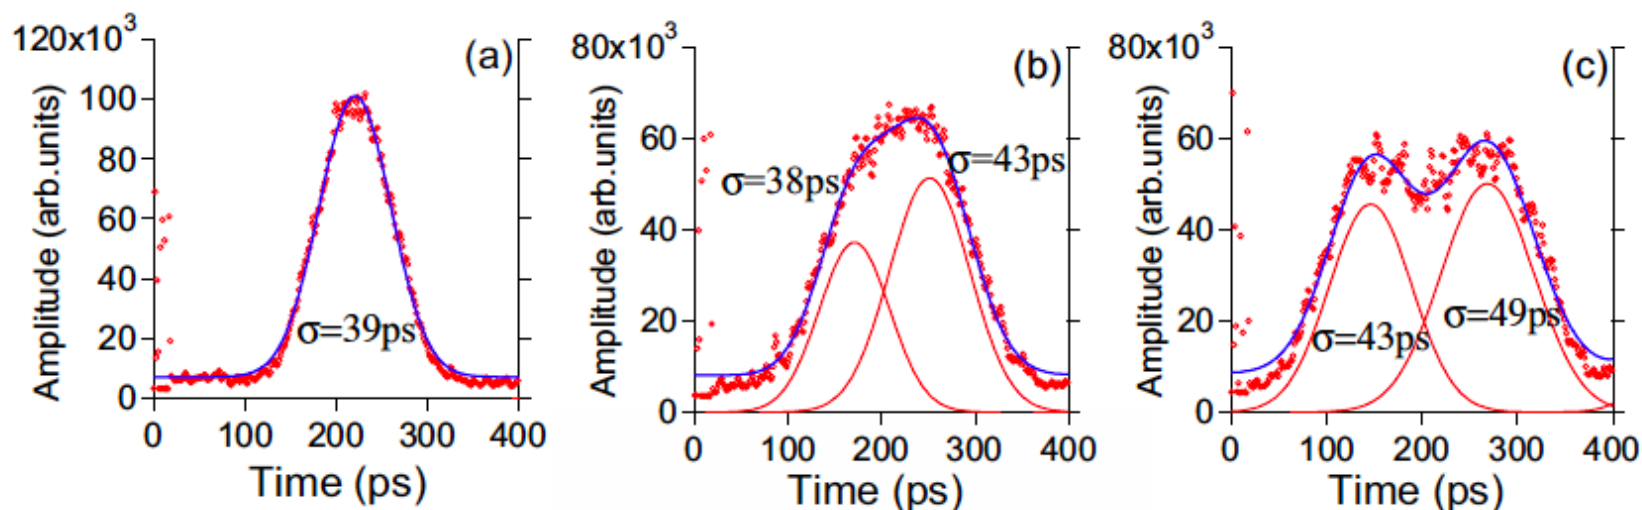 120x10³
100
80
60
40
20
0
Amplitude (arb.units)
(a)
σ=39ps
0 100 200 300 400
Time (ps)
80x10³
60
40
20
0
Amplitude (arb.units)
(b)
σ=38ps
σ=43ps
0 100 200 300 400
Time (ps)
80x10³
60
40
20
0
Amplitude (arb.units)
(c)
σ=43ps
σ=49ps
0 100 200 300 400
Time (ps)